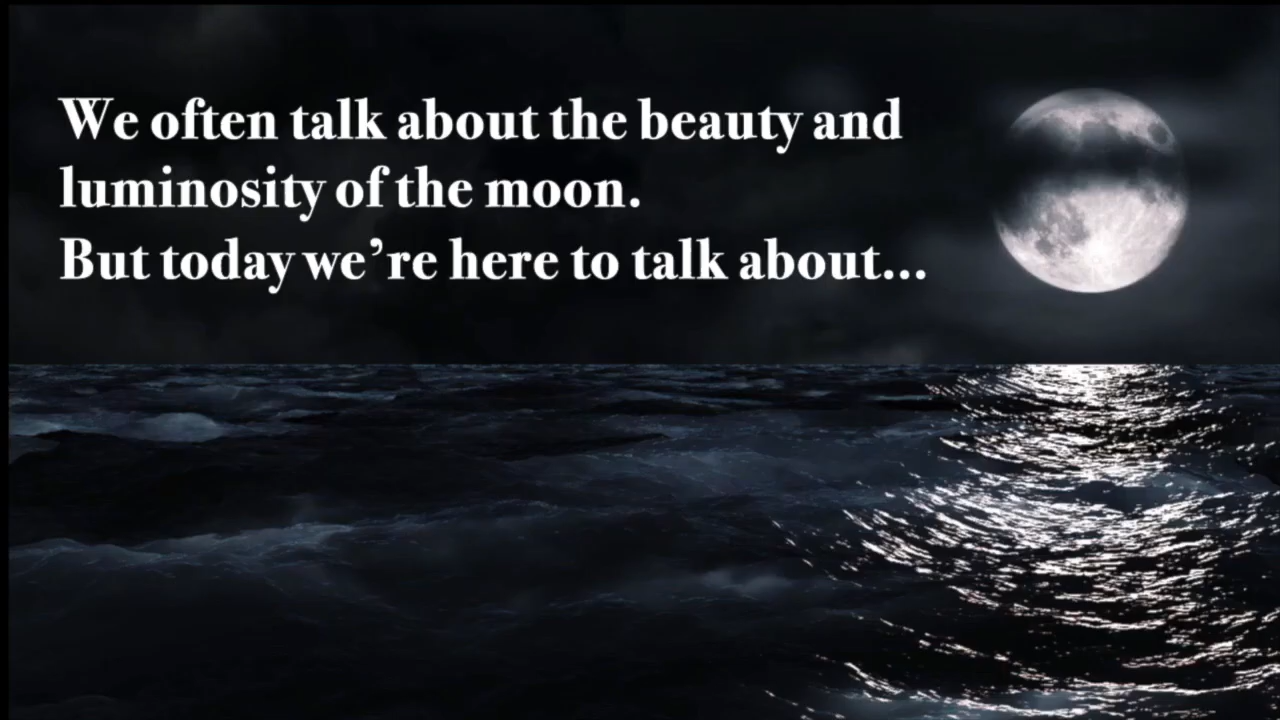 We often talk about the beauty and
luminosity of the moon.
But today we’re here to talk about...